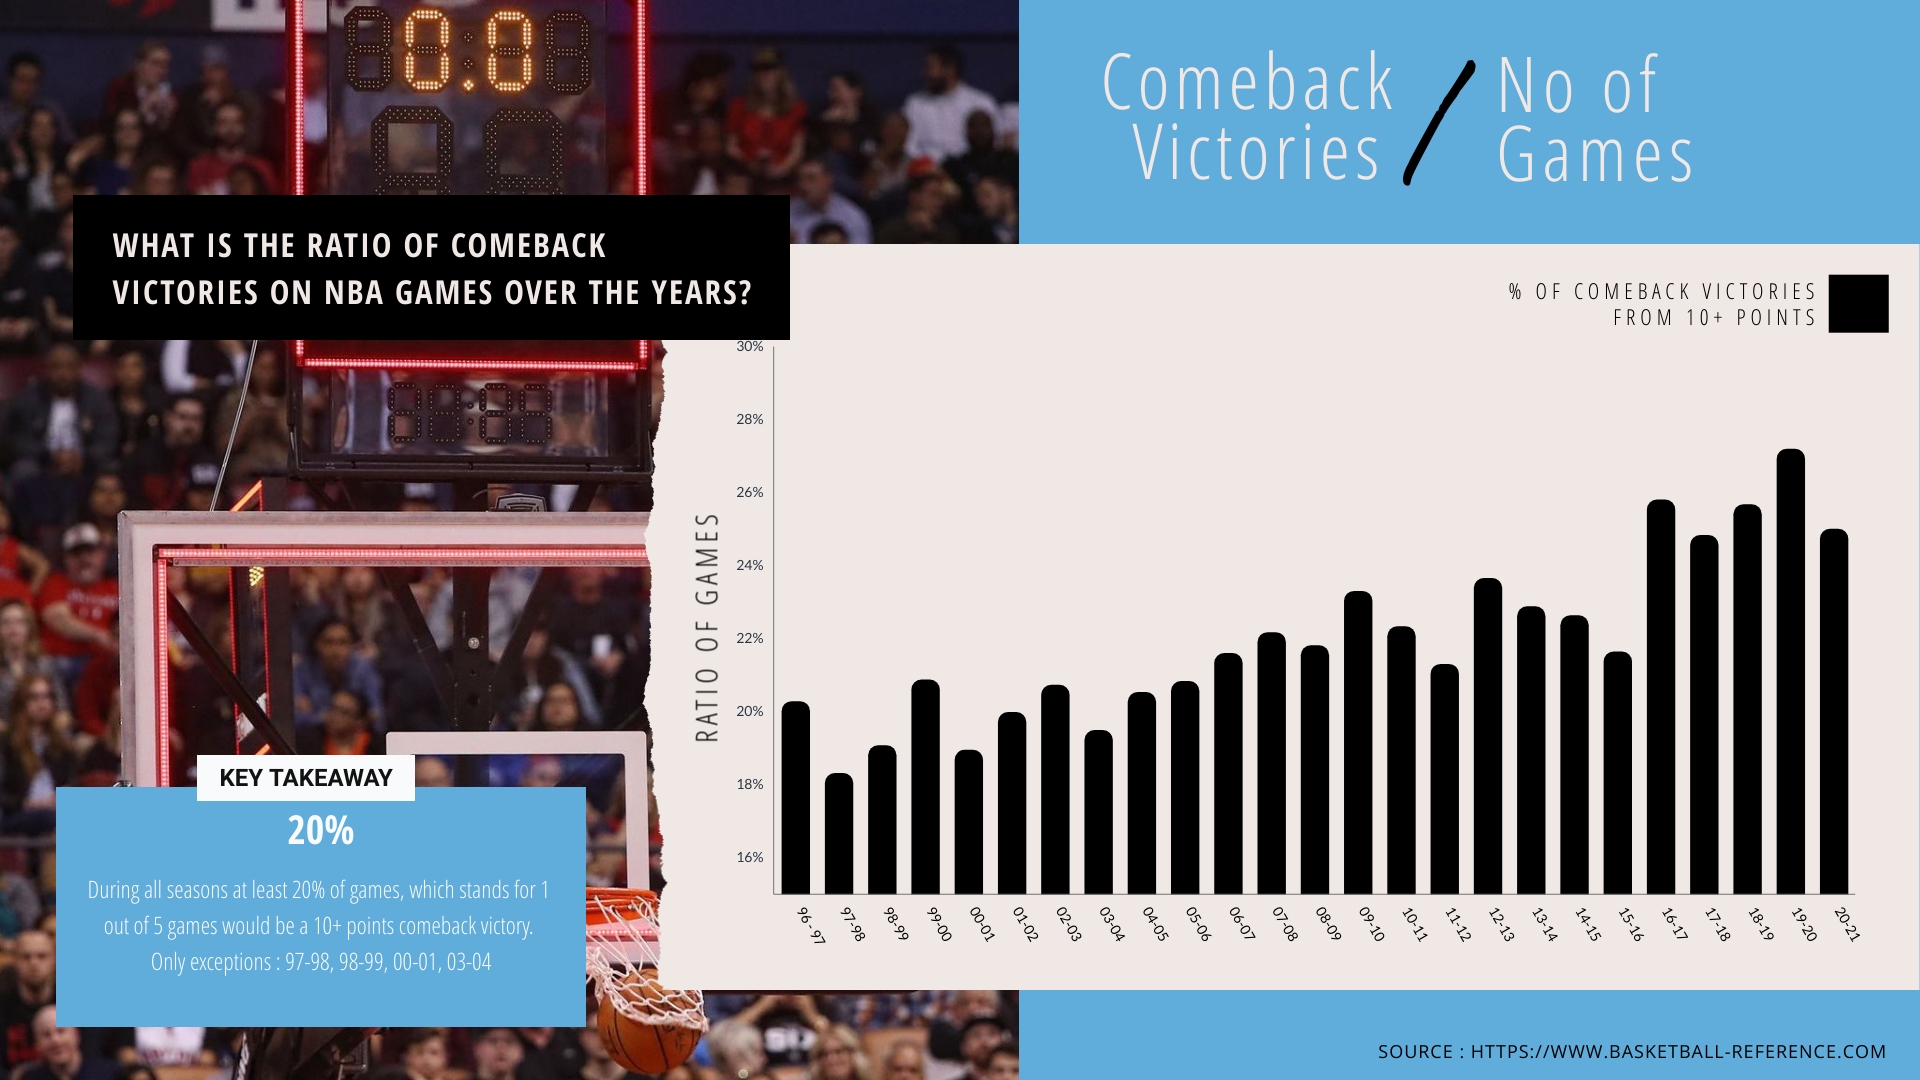 0.0
Comeback
Victories
No of
Games
WHAT IS THE RATIO OF COMEBACK
VICTORIES ON NBA GAMES OVER THE YEARS?
% OF COMEBACK VICTORIES
FROM 10+ POINTS
RATIO OF GAMES
30%
28%
26%
24%
22%
20%
18%
16%
96 - 97
97-98
98-99
99-00
00-01
01-02
02-03
03-04
04-05
05-06
06-07
07-08
08-09
09-10
10-11
11-12
12-13
13-14
14-15
15-16
16-17
17-18
18-19
19-20
20-21
KEY TAKEAWAY
20%
During all seasons at least 20% of games, which stands for 1
out of 5 games would be a 10+ points comeback victory.
Only exceptions : 97-98, 98-99, 00-01, 03-04
SOURCE : HTTPS://WWW.BASKETBALL-REFERENCE.COM